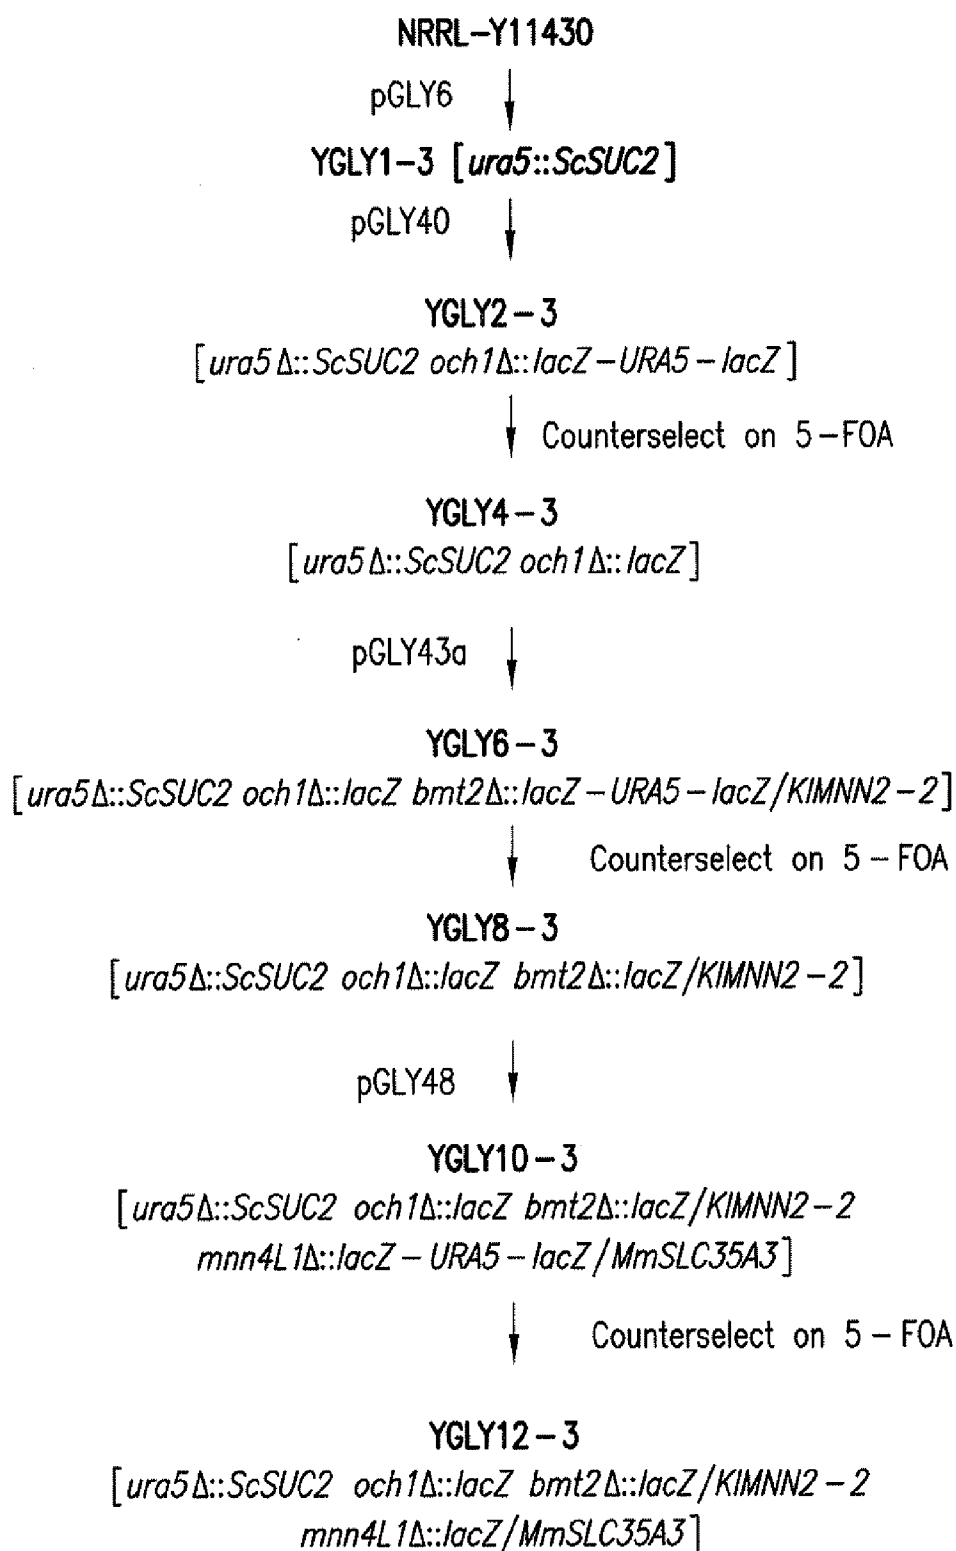 NRRL-Y11430
pGLY6
YGLY1-3 [ura5::ScSUC2]
pGLY40
YGLY2-3
[ura5Δ::ScSUC2 och1Δ::lacZ-URA5-lacZ]
Counterselect on 5-FOA
YGLY4-3
[ura5Δ::ScSUC2 och1Δ::lacZ]
pGLY43a
YGLY6-3
[ura5Δ::ScSUC2 och1Δ::lacZ bmt2Δ::lacZ-URA5-lacZ/KlMNN2-2]
Counterselect on 5-FOA
YGLY8-3
[ura5Δ::ScSUC2 och1Δ::lacZ bmt2Δ::lacZ/KlMNN2-2]
pGLY48
YGLY10-3
[ura5Δ::ScSUC2 och1Δ::lacZ bmt2Δ::lacZ/KlMNN2-2
mnn4L1Δ::lacZ-URA5-lacZ/MmSLC35A3]
Counterselect on 5-FOA
YGLY12-3
[ura5Δ::ScSUC2 och1Δ::lacZ bmt2Δ::lacZ/KlMNN2-2
mnn4L1Δ::lacZ/MmSLC35A3]